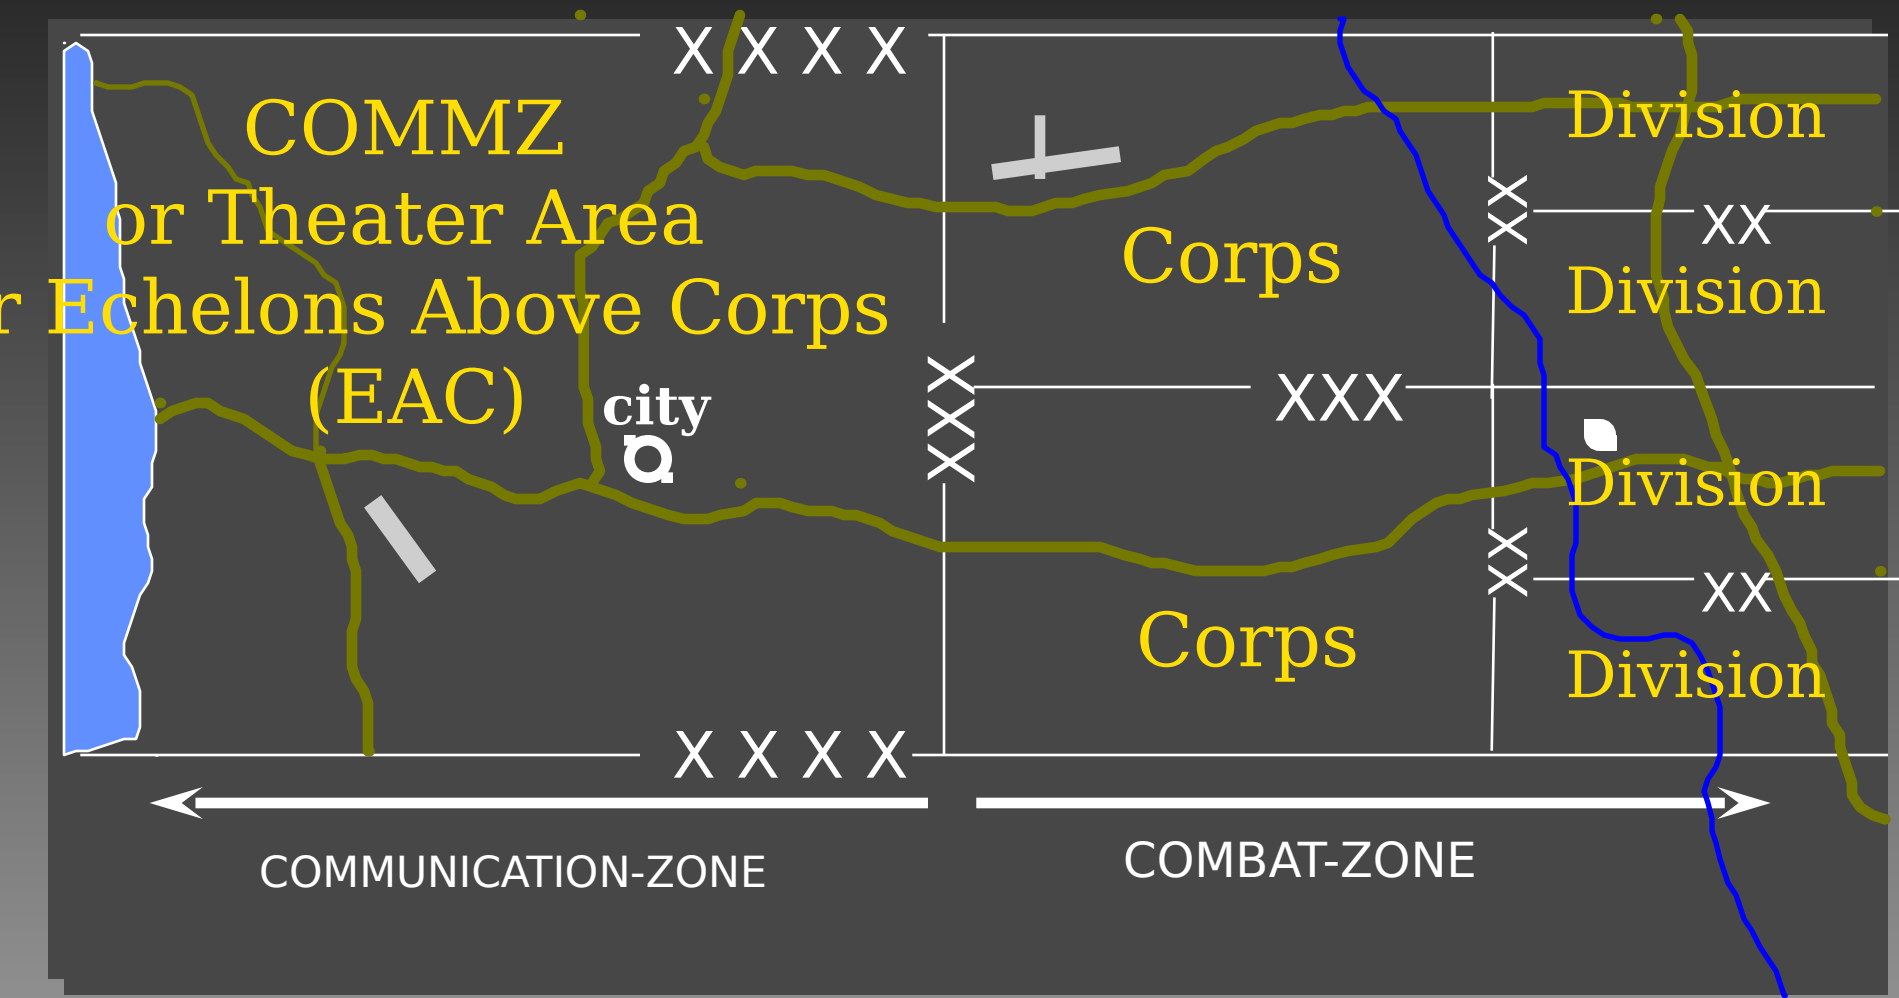 X X X X
COMMZ
or Theater Area
r Echelons Above Corps
(EAC)
city
Corps
Corps
XXX
XXX
XX
XX
Division
XX
Division
Division
XX
Division
X X X X
COMMUNICATION-ZONE
COMBAT-ZONE